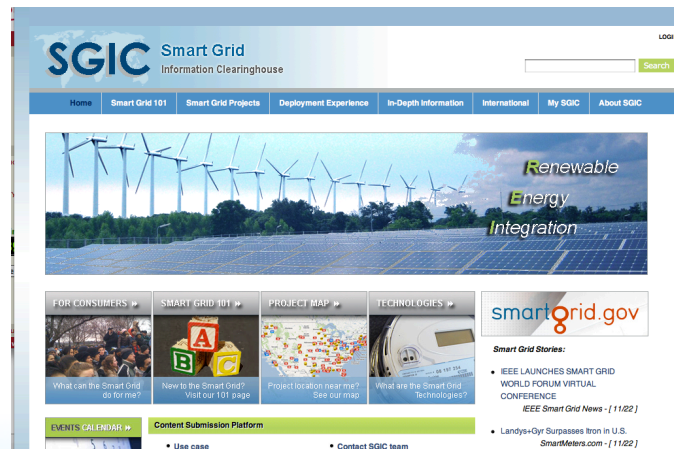 LOGI
SGIC Smart Grid
Information Clearinghouse
Search
Home Smart Grid 101 Smart Grid Projects Deployment Experience In-Depth Information International My SGIC About SGIC
Renewable
Energy
Integration
FOR CONSUMERS SMART GRID 101 PROJECT MAP TECHNOLOGIES
A
B C
What can the Smart Grid
do for me?
New to the Smart Grid?
Visit our 101 page
Project location near me?
See our map
What are the Smart Grid
Technologies?
smartgrid.gov
Smart Grid Stories:
IEEE LAUNCHES SMART GRID
WORLD FORUM VIRTUAL
CONFERENCE
IEEE Smart Grid News - [ 11/22 ]
Landys+Gyr Surpasses Itron in U.S.
SmartMeters.com - [ 11/22 ]
EVENTS CALENDAR
Content Submission Platform
Use case
Contact SGIC team